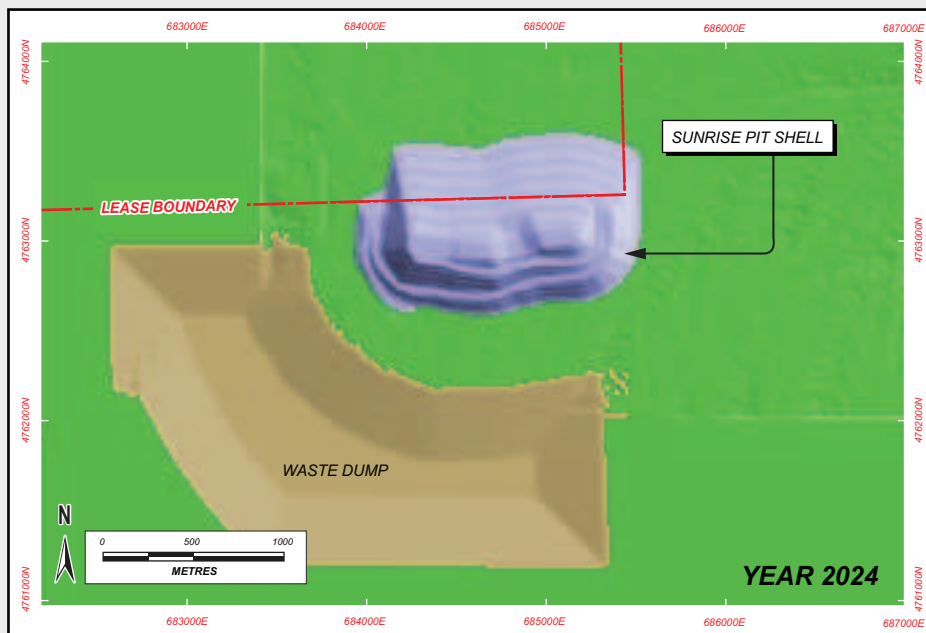 683000E 684000E 685000E 686000E 687000E
4764000N 4764000N
SUNRISE PIT SHELL
LEASE BOUNDARY
4763000N 4763000N
4762000N 4762000N
WASTE DUMP
N
0 500 1000
METRES
YEAR 2024
4761000N 4761000N
683000E 684000E 685000E 686000E 687000E